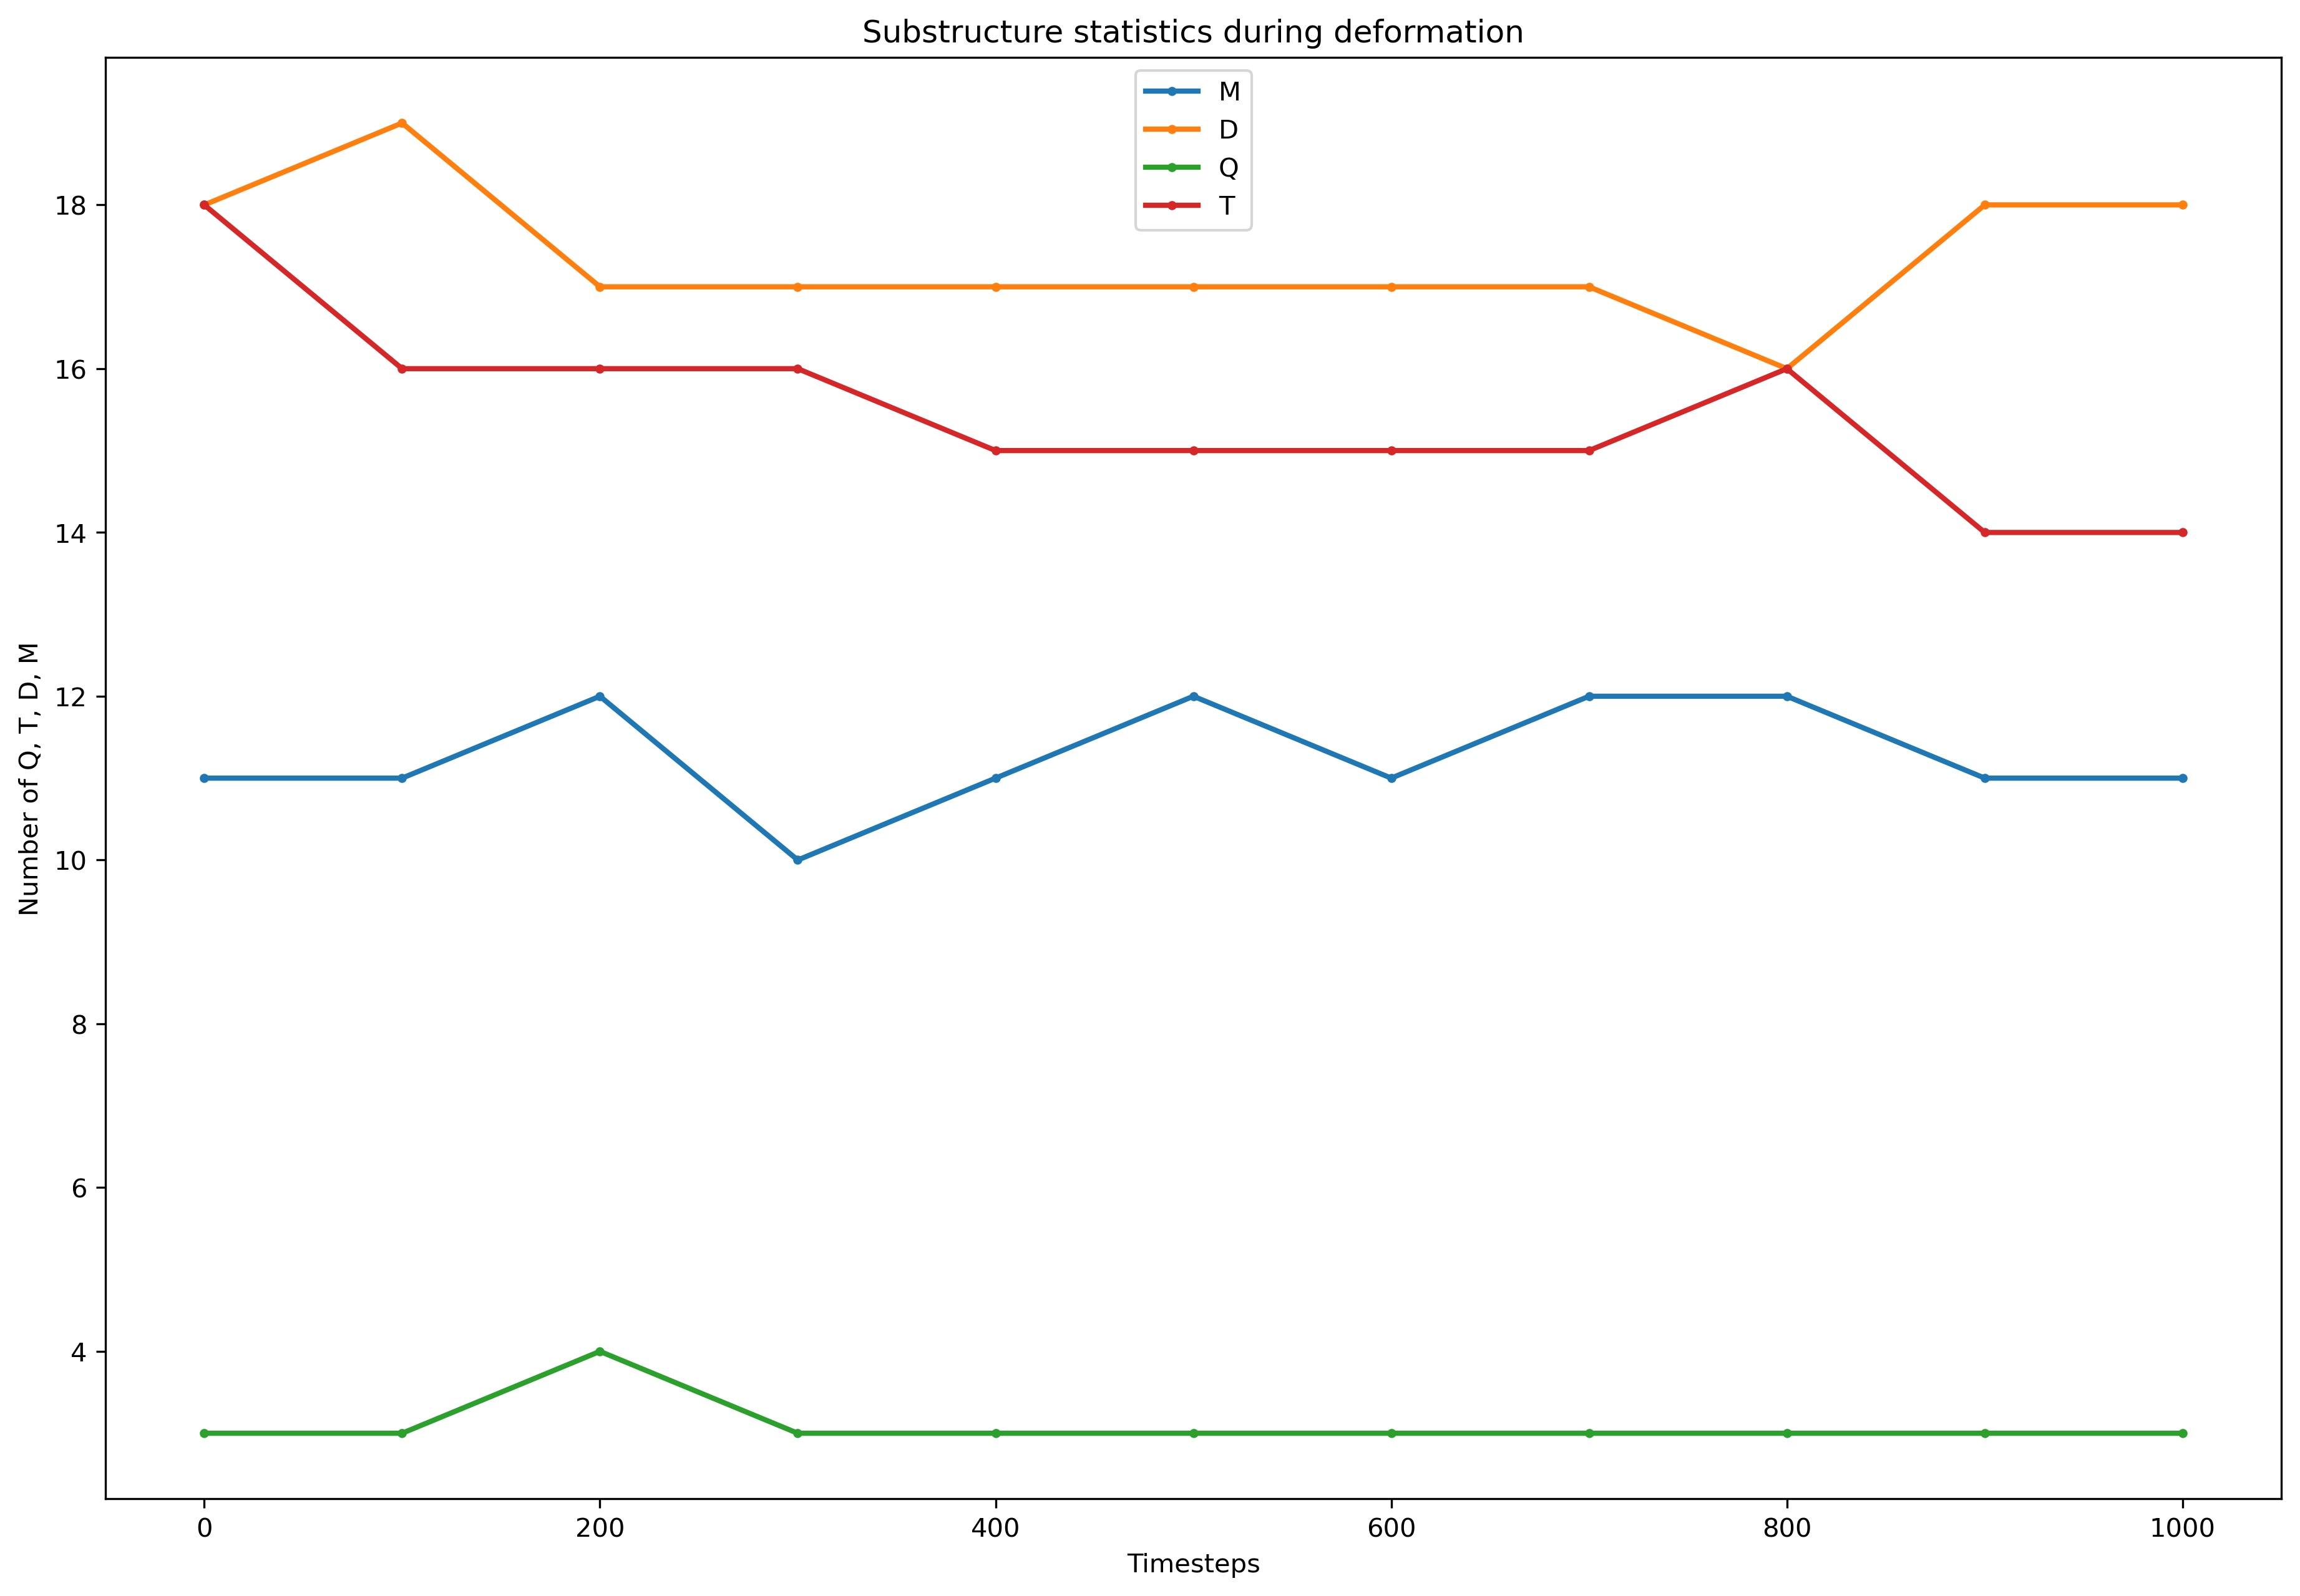 Substructure statistics during deformation
M
D
Q
T
18
16
14
12
10
8
6
4
Number of Q, T, D, M
0 200 400 600 800 1000
Timesteps